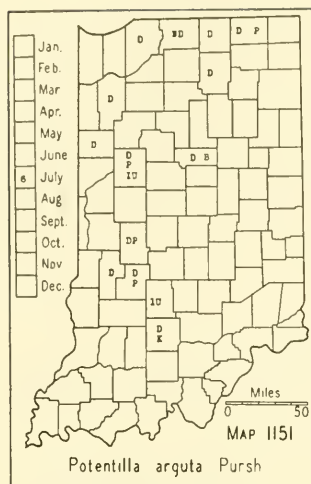 Jan.
Feb.
Mar
Apr.
May
June
6 July
Aug
Sept.
Oct.
Nov
Dec.
D ND D D P
D
D
D D B
D
P
IU
DP
D D
P
IU
D
K
Miles
0 50
MAP 1151
Potentilla arguta Pursh